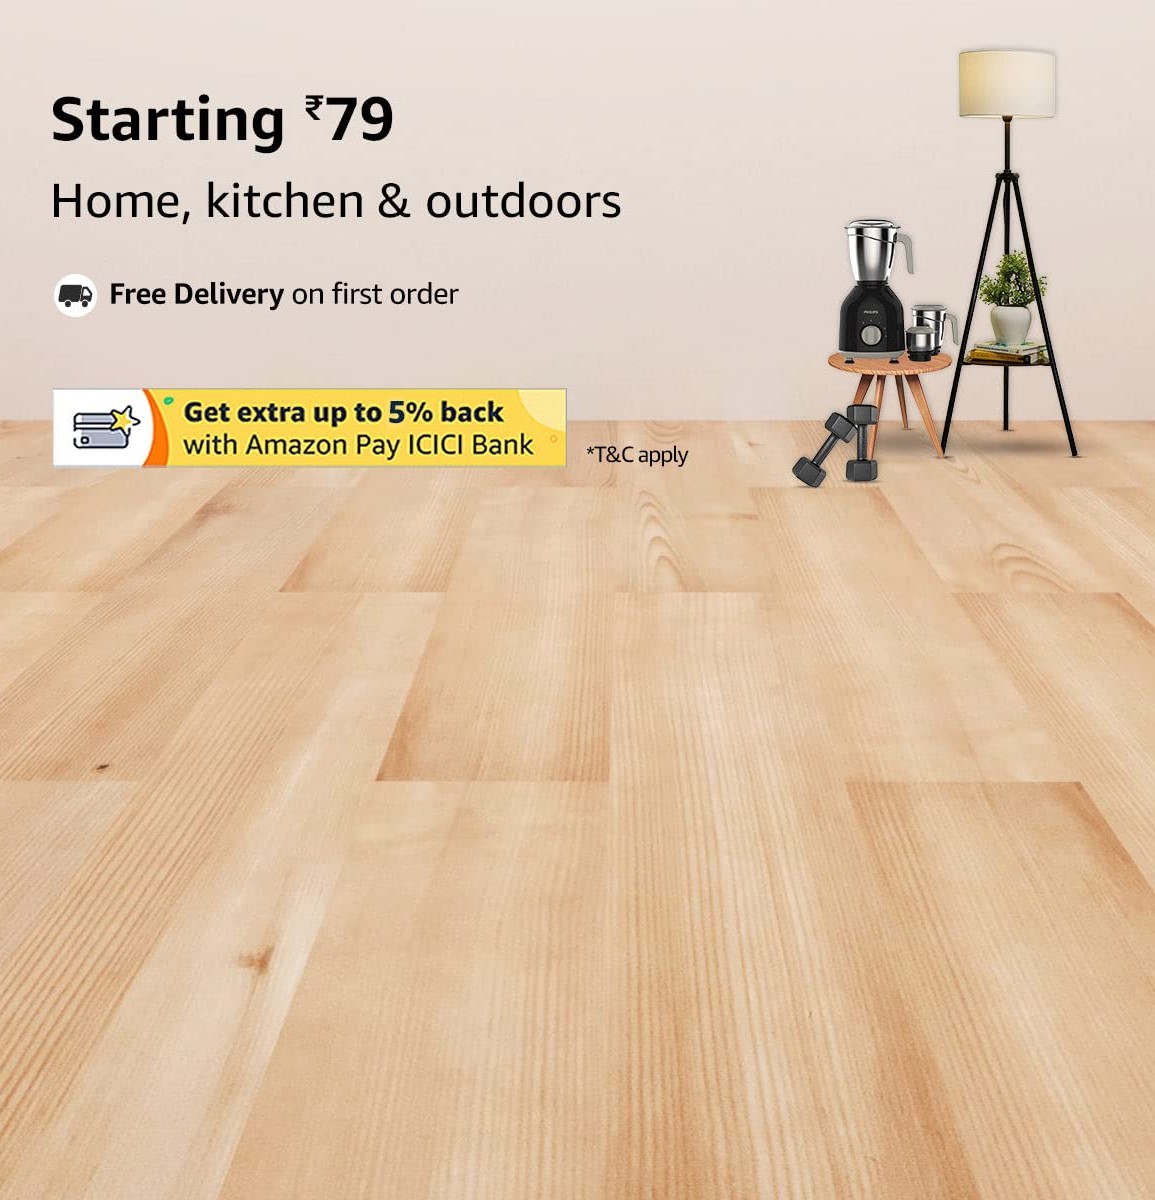 Starting ₹79
Home, kitchen & outdoors
Free Delivery on first order
Get extra up to 5% back
with Amazon Pay ICICI Bank
*T&C apply
PHILIPS